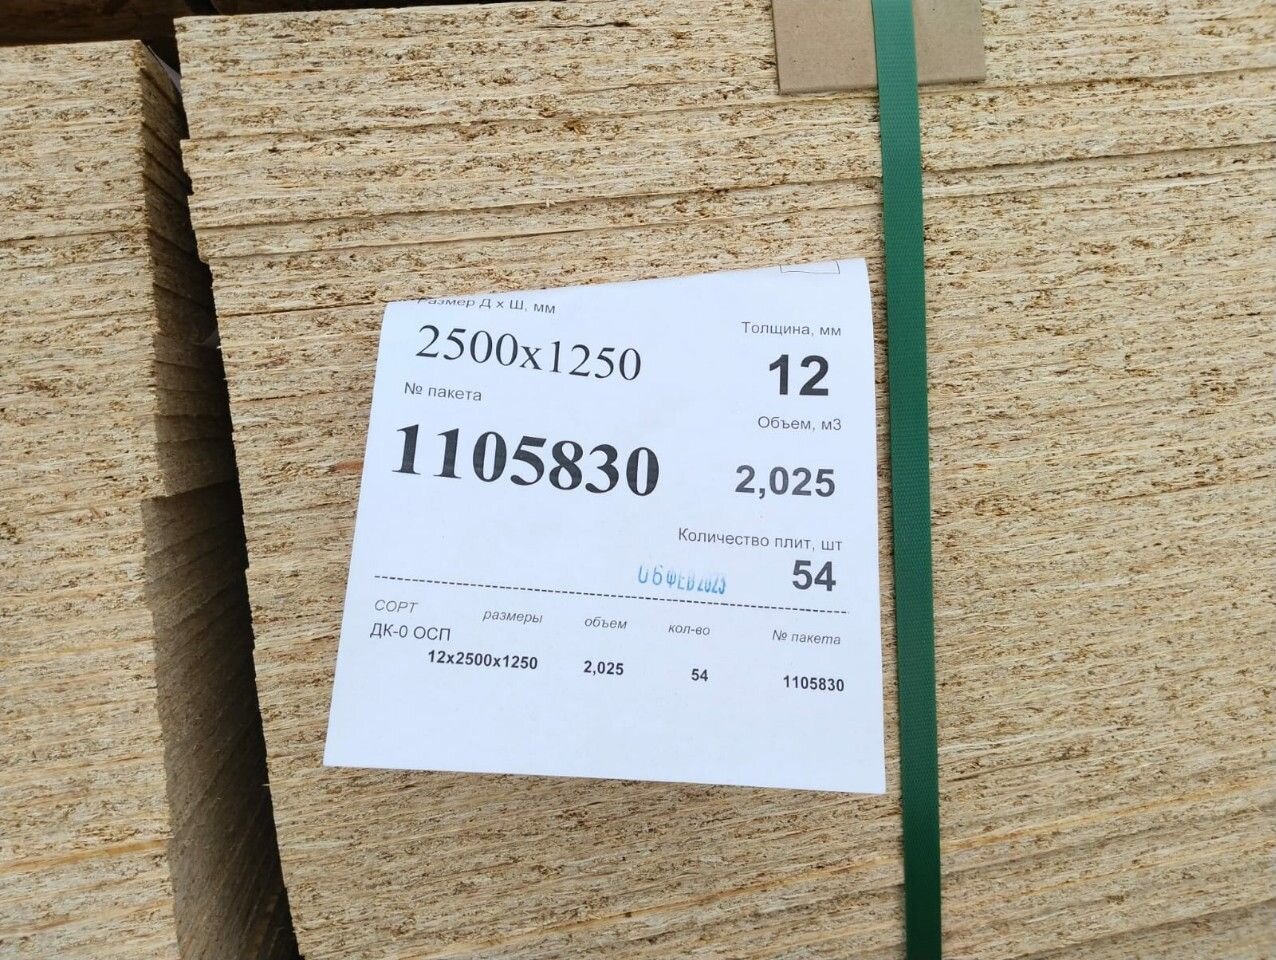 Размер Д х Ш, мм
2500x1250
Толщина, мм
12
№ пакета
1105830
Объем, м3
2,025
Количество плит, шт
54
06 ФЕВ 2023
СОРТ размеры объем кол-во № пакета
ДК-0 ОСП
12x2500x1250 2,025 54 1105830